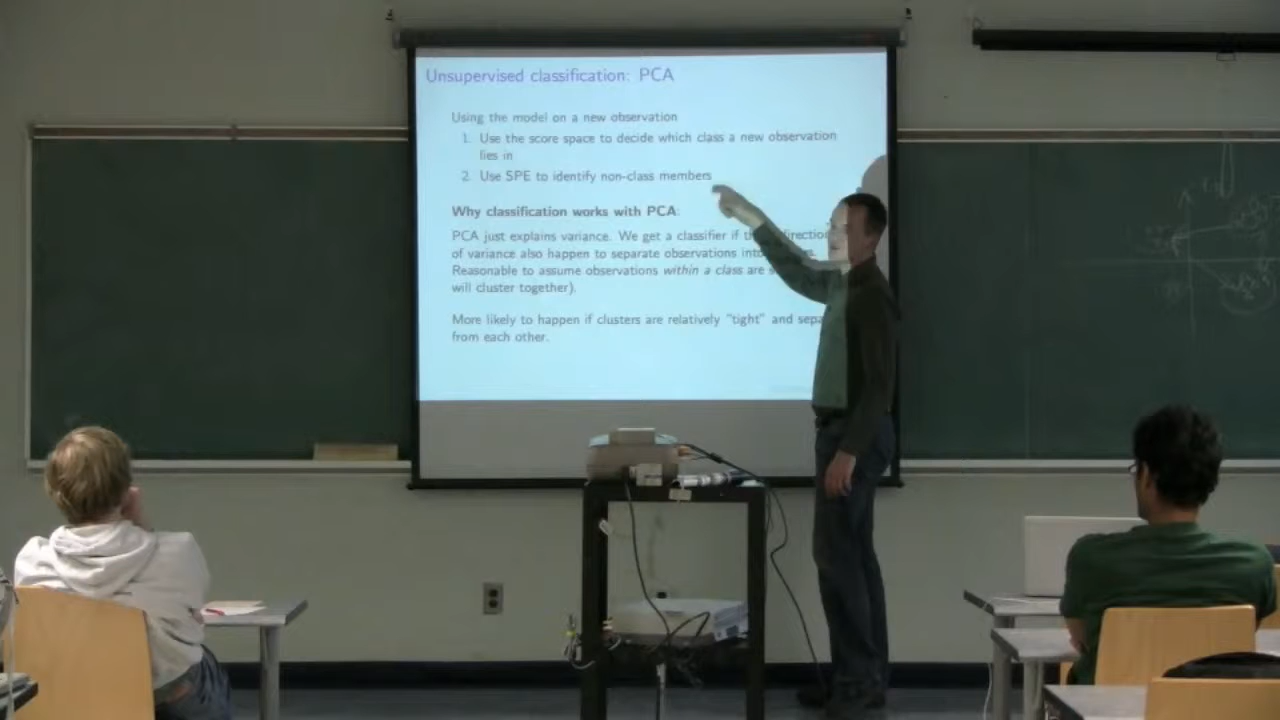 Unsupervised classification: PCA
Using the model on a new observation
1. Use the score space to decide which class a new observation
lies in
2. Use SPE to identify non-class members
Why classification works with PCA:
PCA just explains variance. We get a classifier if
of variance also happen to separate observations
Reasonable to assume observations within a class are
will cluster together).
More likely to happen if clusters are relatively "tight" and
from each other.